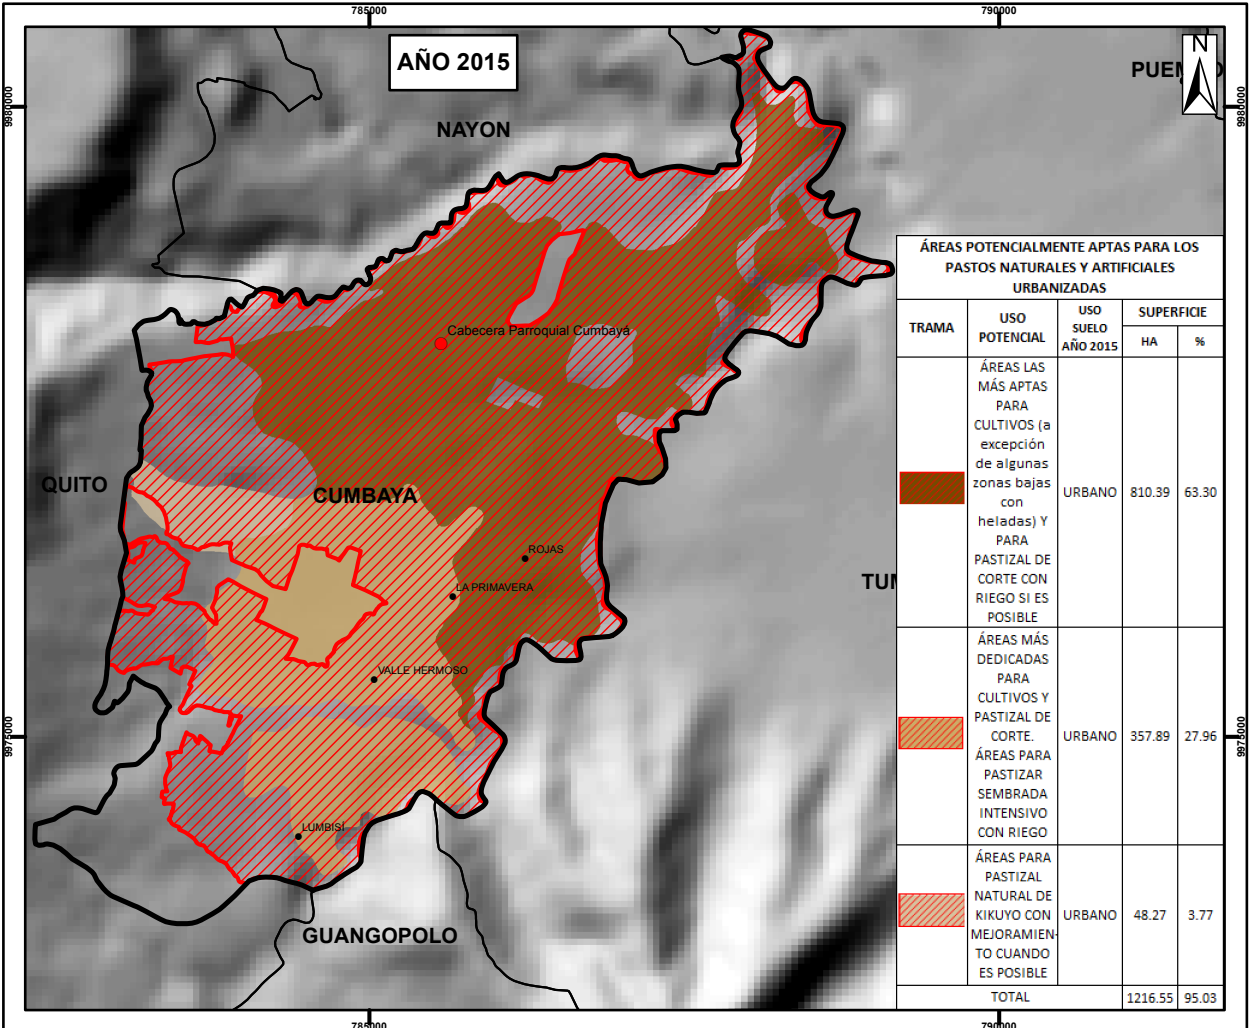 785000
790000
AÑO 2015
N
9980000
9980000
NAYON
Cabecera Parroquial Cumbayá
QUITO
CUMBAYA
ROJAS
LA PRIMAVERA
VALLE HERMOSO
9975000
9975000
LUMBISÍ
GUANGOPOLO
785000
790000
ÁREAS POTENCIALMENTE APTAS PARA LOS
PASTOS NATURALES Y ARTIFICIALES
URBANIZADAS
TRAMA
USO
POTENCIAL
USO
SUELO
AÑO 2015
SUPERFICIE
HA
%
ÁREAS LAS
MÁS APTAS
PARA
CULTIVOS (a
excepción
de algunas
zonas bajas
con
heladas) Y
PARA
PASTIZAL DE
CORTE CON
RIEGO SI ES
POSIBLE
URBANO
810.39
63.30
ÁREAS MÁS
DEDICADAS
PARA
CULTIVOS Y
PASTIZAL DE
CORTE.
ÁREAS PARA
PASTIZAR
SEMBRADA
INTENSIVO
CON RIEGO
URBANO
357.89
27.96
ÁREAS PARA
PASTIZAL
NATURAL DE
KIKUYO CON
MEJORAMIEN-
TO CUANDO
ES POSIBLE
URBANO
48.27
3.77
TOTAL
1216.55
95.03